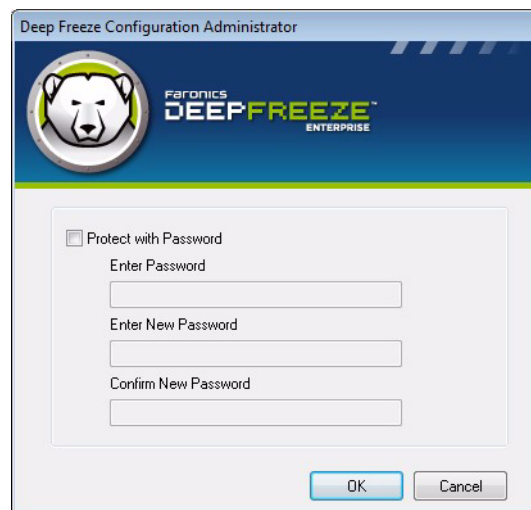 Deep Freeze Configuration Administrator
Faronics
DEEPFREEZE™
ENTERPRISE
Protect with Password
Enter Password
Enter New Password
Confirm New Password
OK
Cancel